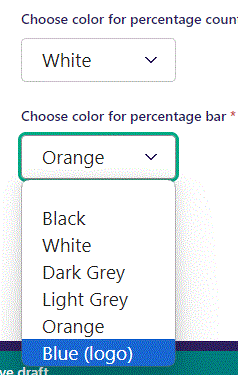 Choose color for percentage coun
White
Choose color for percentage bar *
Orange
Black
White
Dark Grey
Light Grey
Orange
Blue (logo)
ve draft